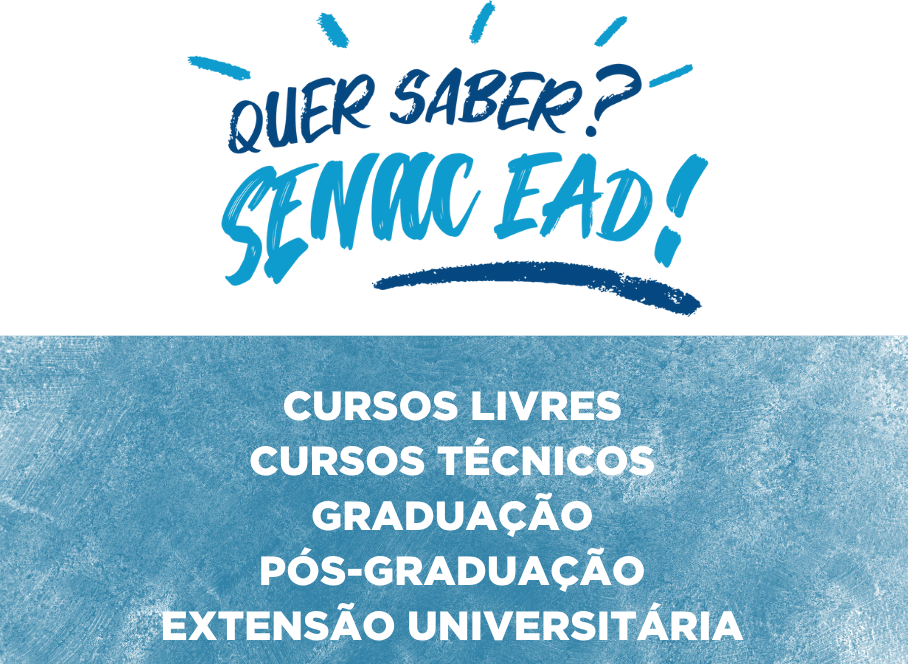 QUER SABER?
SENAC EAD!
CURSOS LIVRES
CURSOS TÉCNICOS
GRADUAÇÃO
PÓS-GRADUAÇÃO
EXTENSÃO UNIVERSITÁRIA